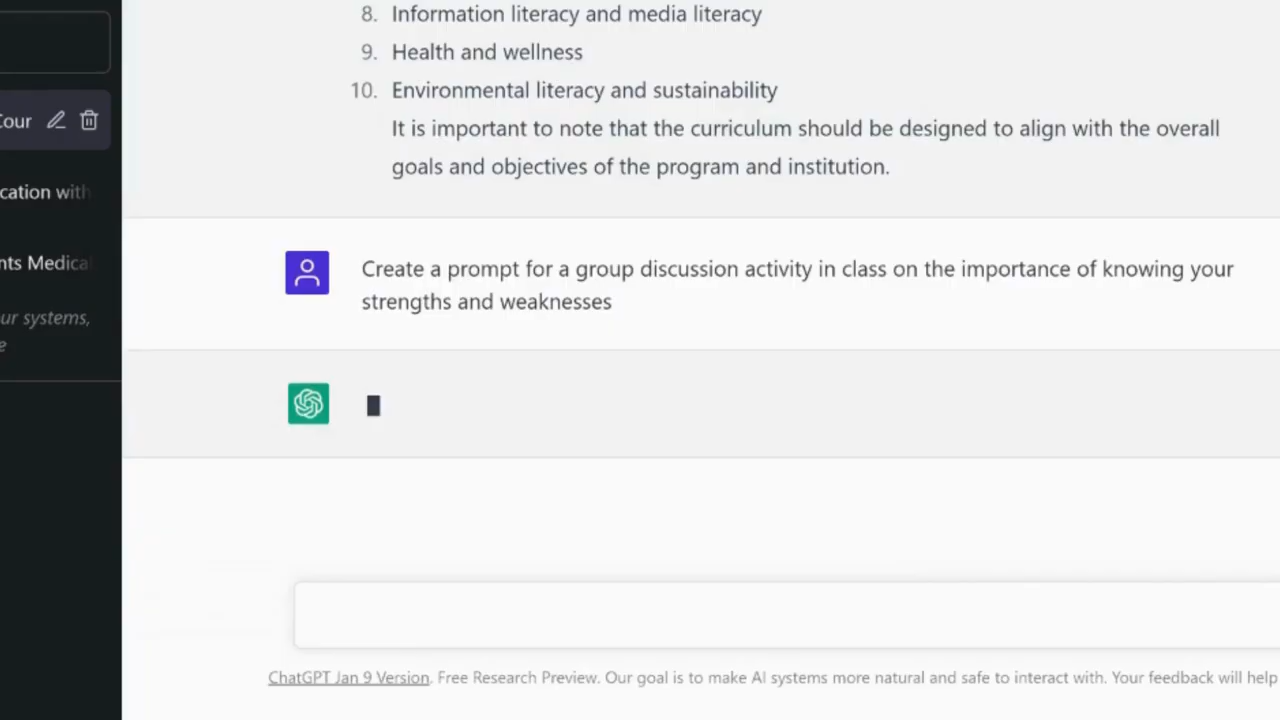 8. Information literacy and media literacy
9. Health and wellness
10. Environmental literacy and sustainability
It is important to note that the curriculum should be designed to align with the overall
goals and objectives of the program and institution.
Cour
cation with
nts Medical
ur systems,
e
Create a prompt for a group discussion activity in class on the importance of knowing your
strengths and weaknesses
ChatGPT Jan 9 Version. Free Research Preview. Our goal is to make AI systems more natural and safe to interact with. Your feedback will help